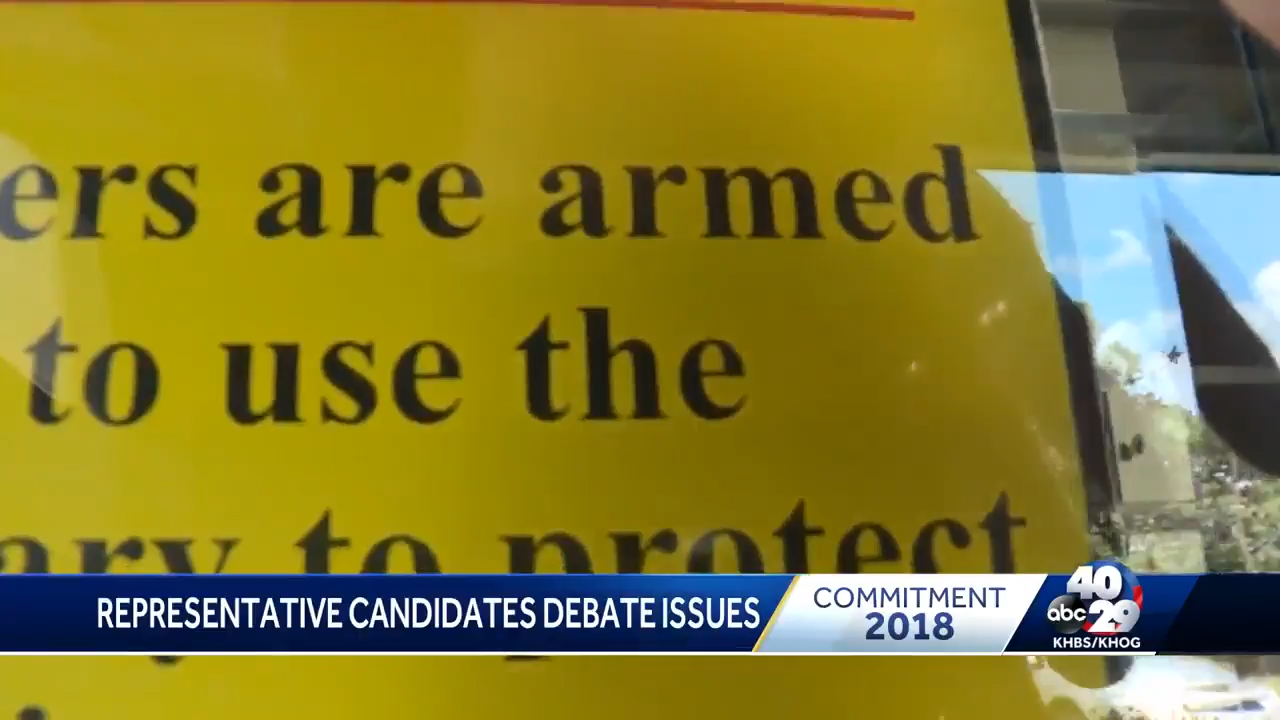 ers are armed
to use the
ary to protect
REPRESENTATIVE CANDIDATES DEBATE ISSUES
COMMITMENT
2018
40
abc 29
KHBS/KHOG